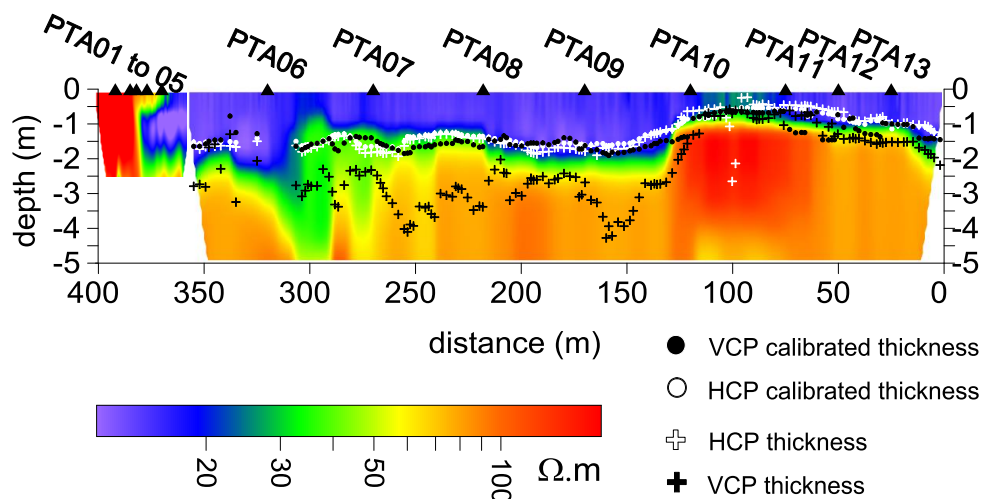 PTA01 to 05 PTA06 PTA07 PTA08 PTA09 PTA10 PTA11 PTA12 PTA13
0 0
-1 -1
-2 -2
-3 -3
-4 -4
-5 -5
depth (m)
400 350 300 250 200 150 100 50 0
distance (m)
VCP calibrated thickness
HCP calibrated thickness
HCP thickness
VCP thickness
20 30 50 100 Ω.m